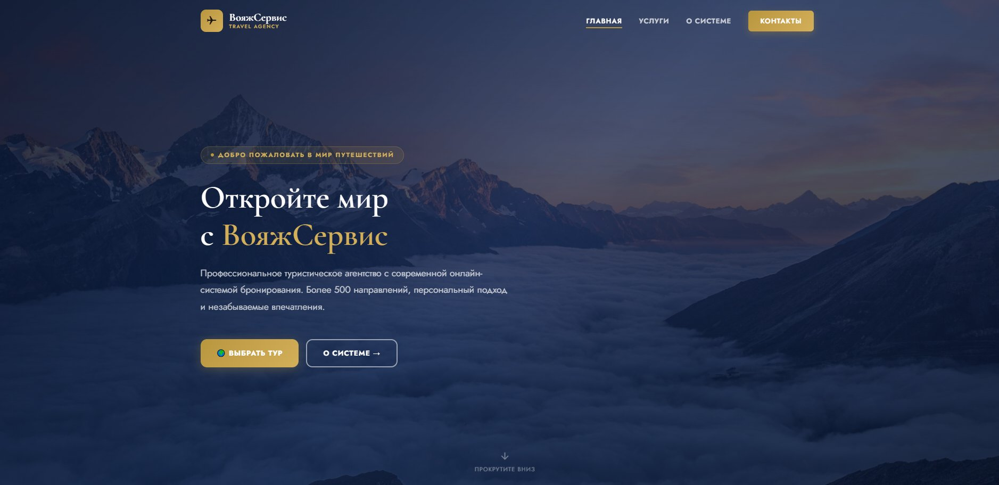 ВояжСервис
TRAVEL AGENCY
ГЛАВНАЯ
УСЛУГИ
О СИСТЕМЕ
КОНТАКТЫ
ДОБРО ПОЖАЛОВАТЬ В МИР ПУТЕШЕСТВИЙ
Откройте мир
с ВояжСервис
Профессиональное туристическое агентство с современной онлайн-
системой бронирования. Более 500 направлений, персональный подход
и незабываемые впечатления.
ВЫБРАТЬ ТУР
О СИСТЕМЕ →
ПРОКРУТИТЕ ВНИЗ